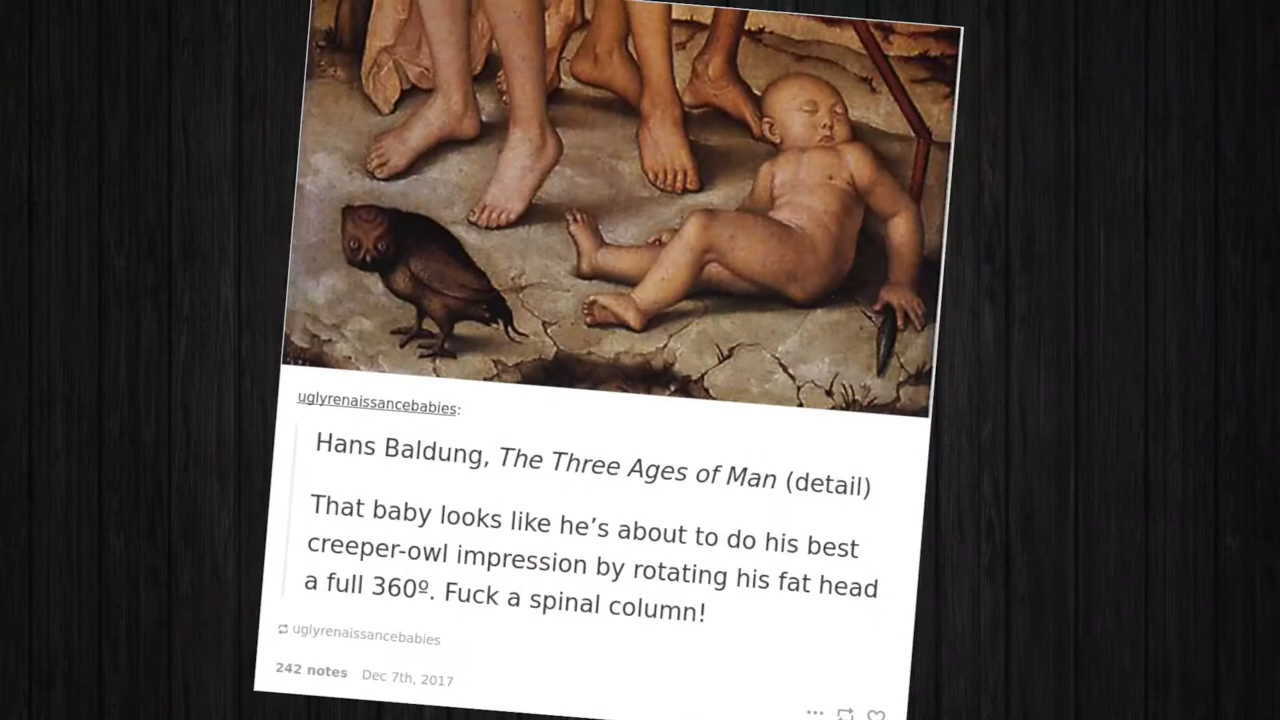 uglyrenaissancebabies:
Hans Baldung, The Three Ages of Man (detail)
That baby looks like he’s about to do his best
creeper-owl impression by rotating his fat head
a full 360º. Fuck a spinal column!
uglyrenaissancebabies
242 notes Dec 7th, 2017